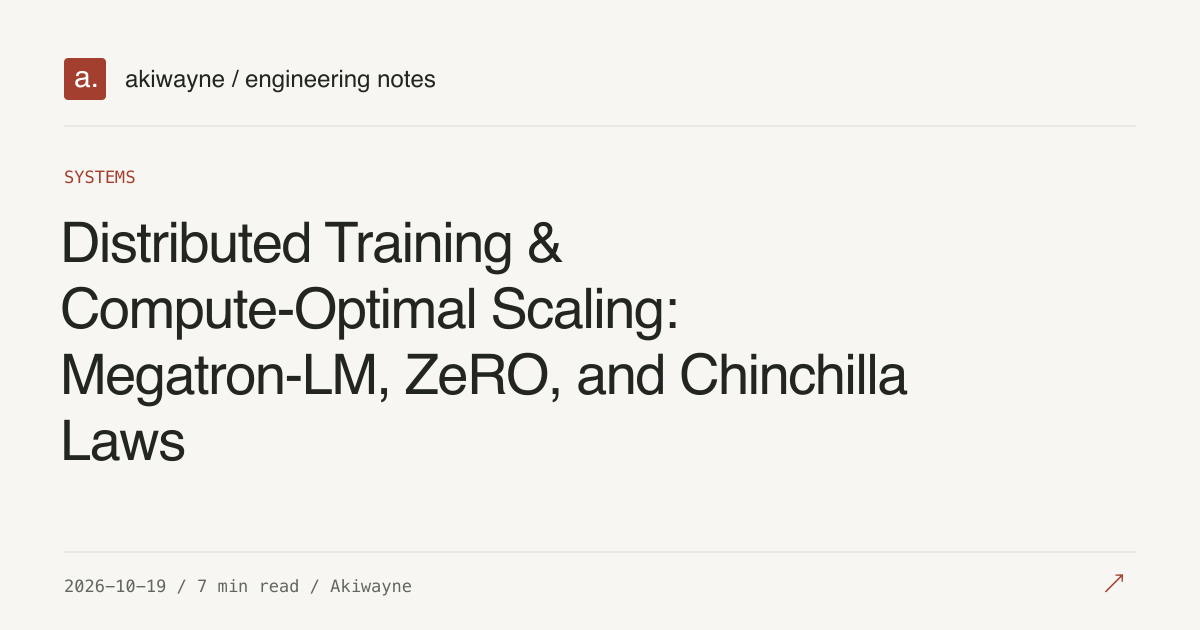 a. akiwayne / engineering notes
SYSTEMS
Distributed Training &
Compute-Optimal Scaling:
Megatron-LM, ZeRO, and Chinchilla
Laws
2026-10-19 / 7 min read / Akiwayne